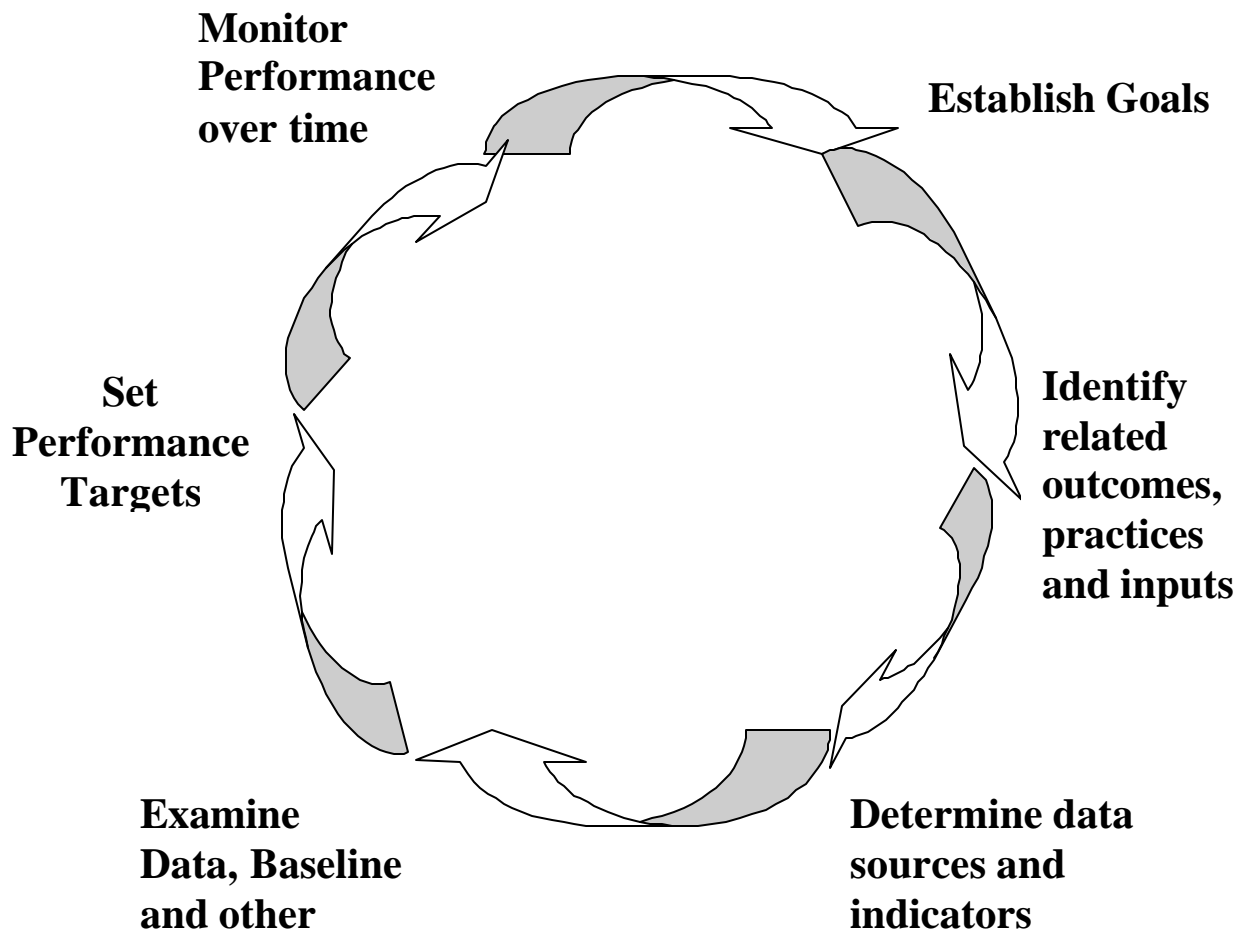 Monitor
Performance
over time
Establish Goals
Identify
related
outcomes,
practices
and inputs
Determine data
sources and
indicators
Examine
Data, Baseline
and other
Set
Performance
Targets